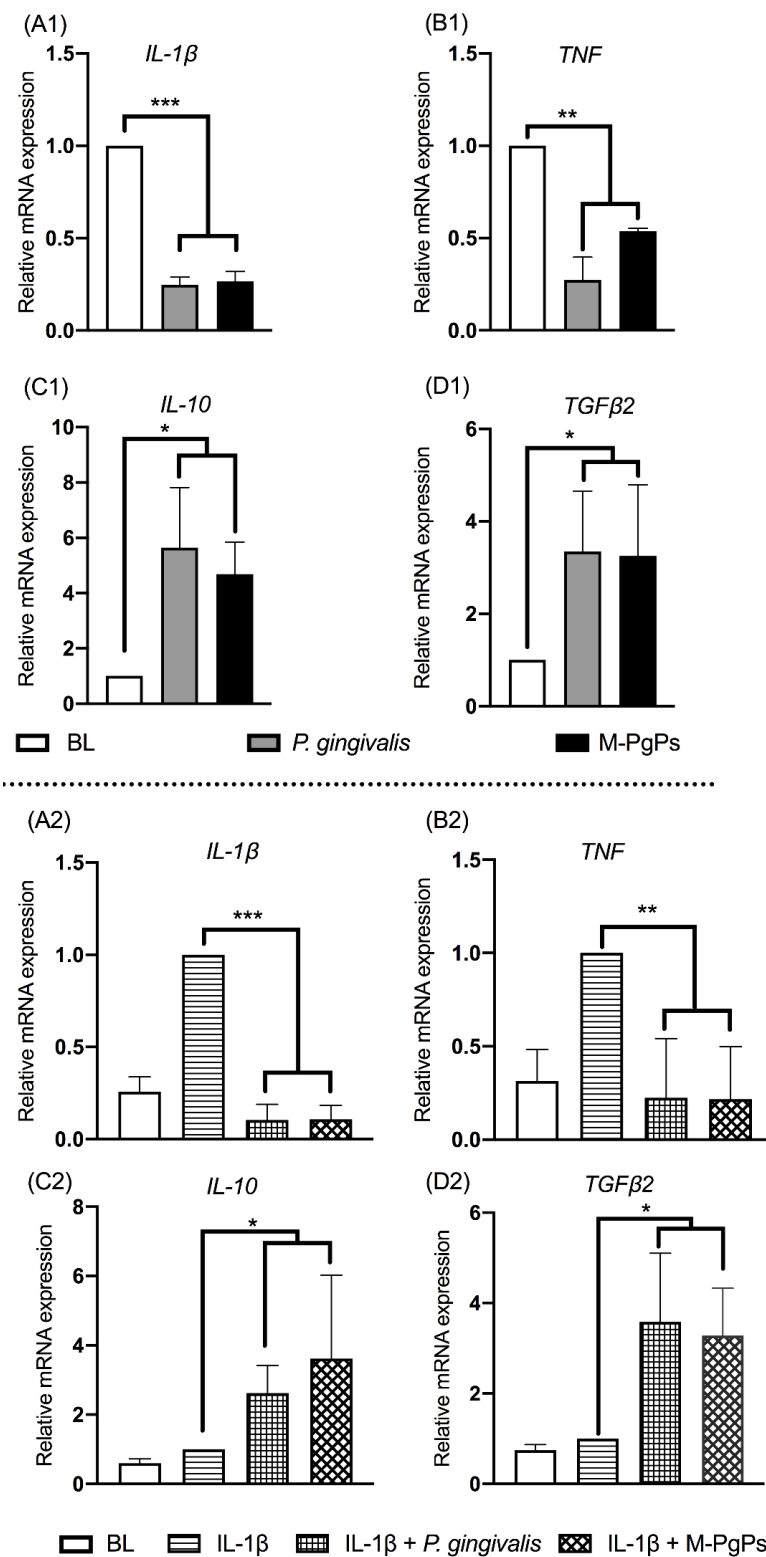 (A1)
IL-1β
Relative mRNA expression
1.5
1.0
0.5
0.0
***
(B1)
TNF
Relative mRNA expression
1.5
1.0
0.5
0.0
**
(C1)
IL-10
Relative mRNA expression
10
8
6
4
2
0
*
(D1)
TGFβ2
Relative mRNA expression
6
4
2
0
*
BL
P. gingivalis
M-PgPs
(A2)
IL-1β
Relative mRNA expression
1.5
1.0
0.5
0.0
***
(B2)
TNF
Relative mRNA expression
1.5
1.0
0.5
0.0
**
(C2)
IL-10
Relative mRNA expression
8
6
4
2
0
*
(D2)
TGFβ2
Relative mRNA expression
6
4
2
0
*
BL
IL-1β
IL-1β + P. gingivalis
IL-1β + M-PgPs